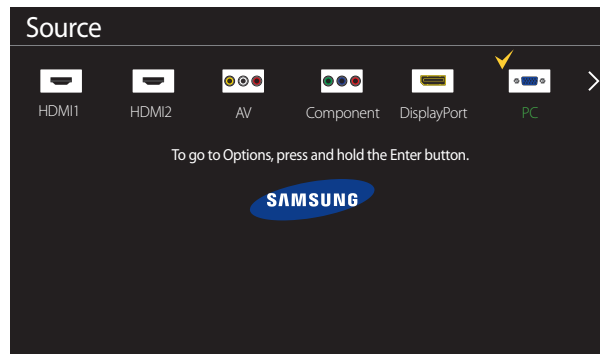 Source
HDMI1 HDMI2 AV Component DisplayPort PC
To go to Options, press and hold the Enter button.
SAMSUNG